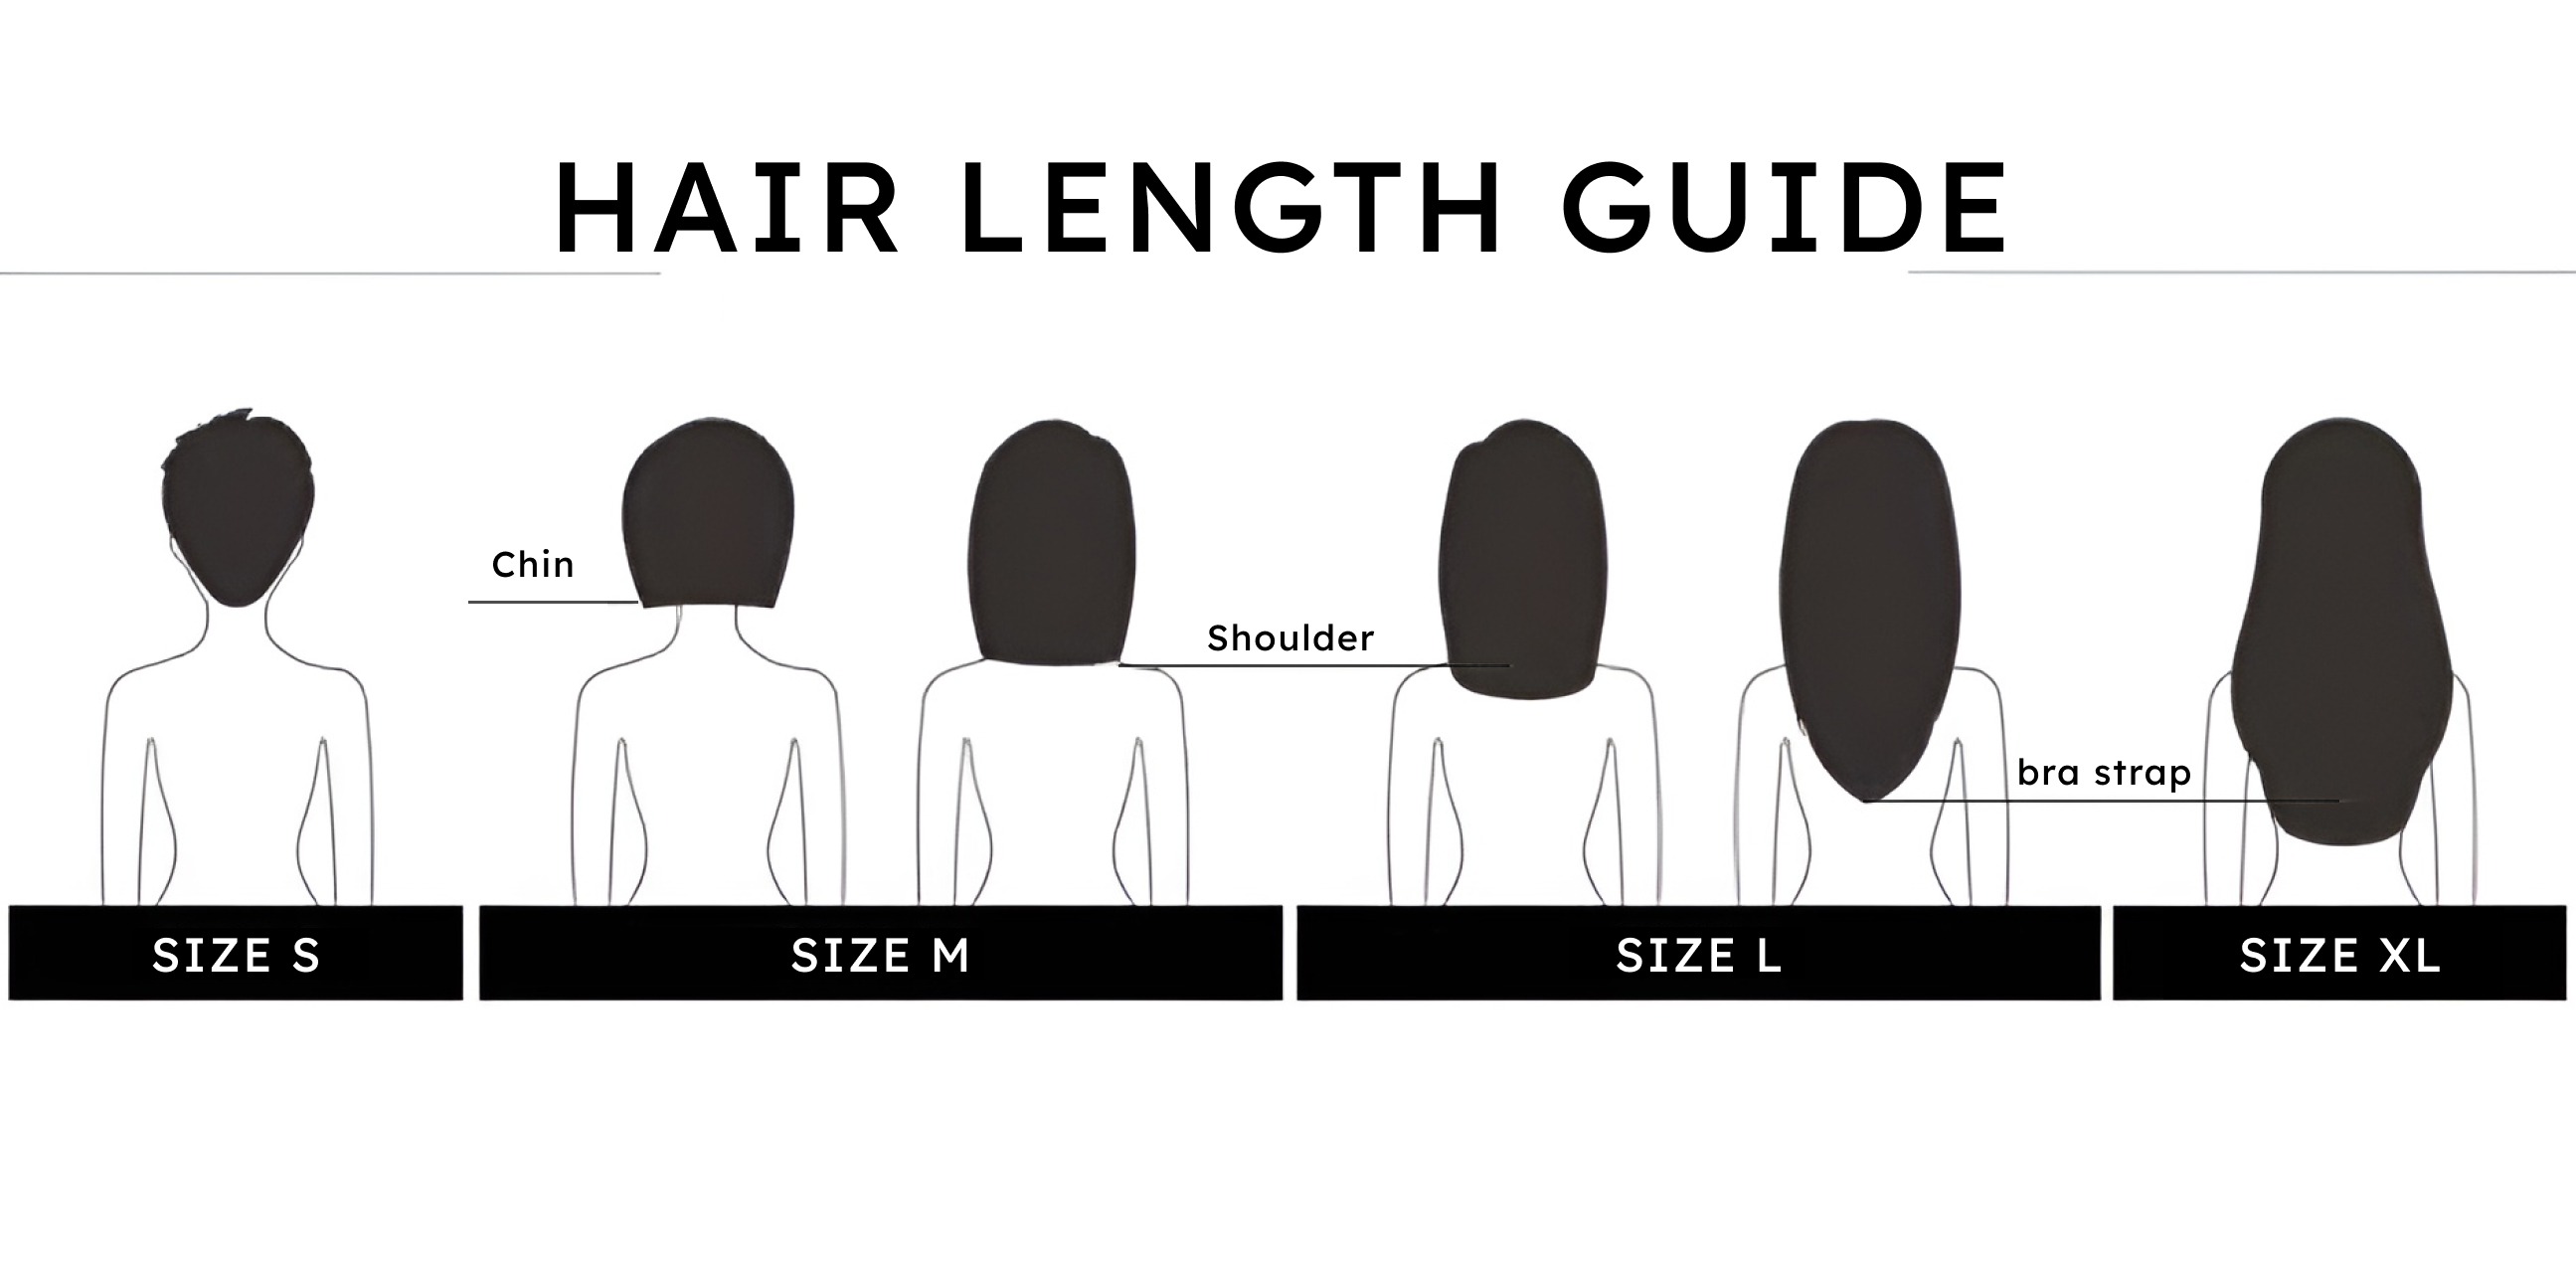 HAIR LENGTH GUIDE
Chin
Shoulder
bra strap
SIZE S
SIZE M
SIZE L
SIZE XL